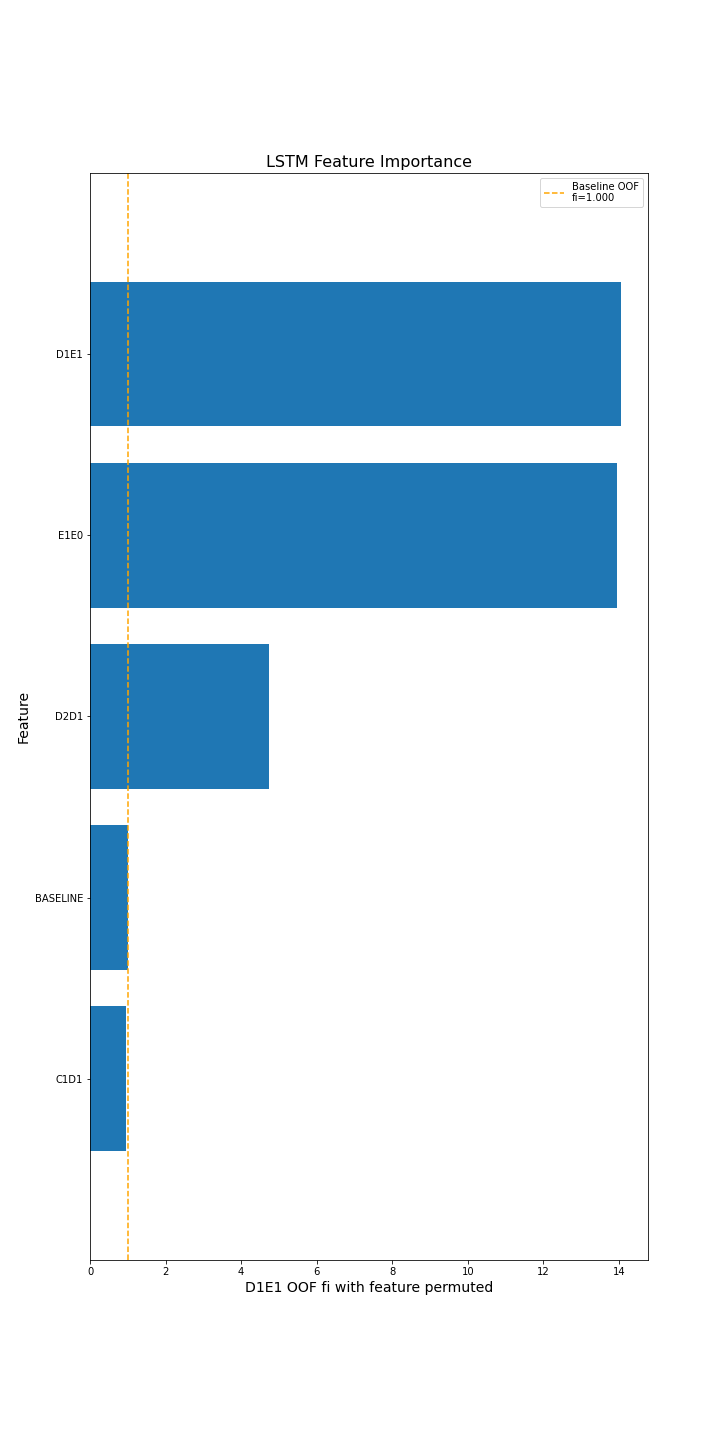 LSTM Feature Importance
Baseline OOF
fi=1.000
D1E1
E1E0
D2D1
BASELINE
C1D1
Feature
0 2 4 6 8 10 12 14
D1E1 OOF fi with feature permuted